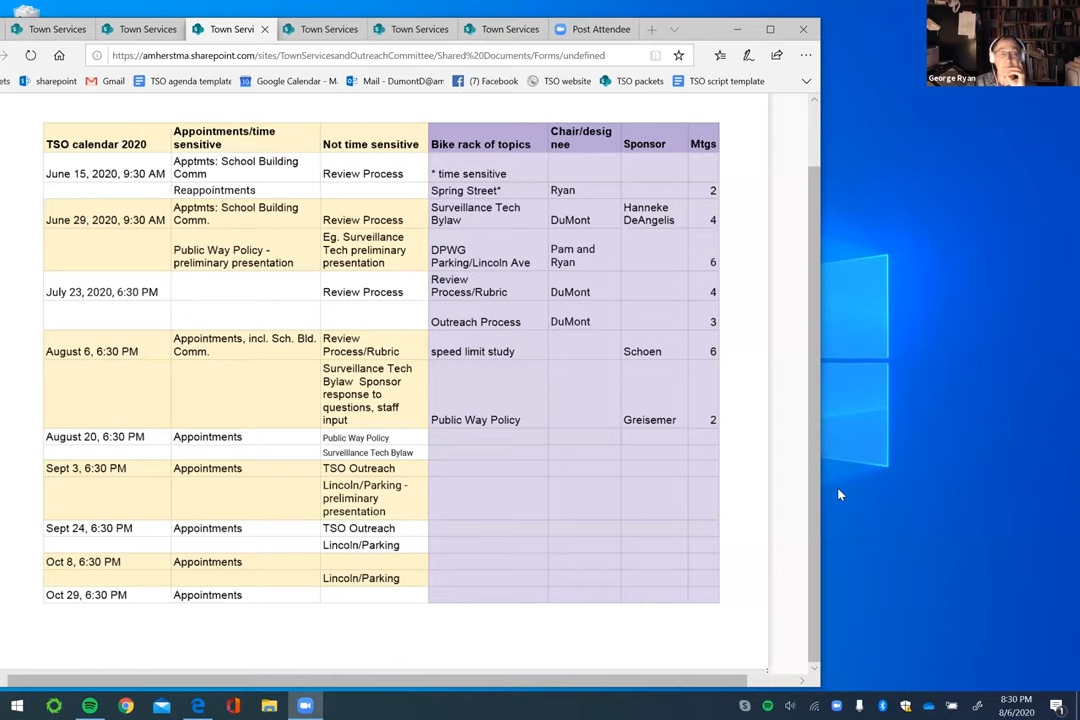 Town Services
Town Services
Town Servi
Town Services
Town Services
Town Services
Post Attendee
https://amherstma.sharepoint.com/sites/TownServicesandOutreachCommittee/Shared%20Documents/Forms/undefined
sharepoint
Gmail
TSO agenda template
Google Calendar - M
Mail - DumontD@am
(7) Facebook
TSO website
TSO packets
TSO script template
George Ryan
TSO calendar 2020
Appointments/time
sensitive
Not time sensitive
Bike rack of topics
Chair/desig
nee
Sponsor
Mtgs
June 15, 2020, 9:30 AM
Apptmts: School Building
Comm
Review Process
* time sensitive
Reappointments
Spring Street*
Ryan
2
June 29, 2020, 9:30 AM
Apptmts: School Building
Comm.
Review Process
Surveillance Tech
Bylaw
DuMont
Hanneke
DeAngelis
4
Public Way Policy -
preliminary presentation
Eg. Surveillance
Tech preliminary
presentation
DPWG
Parking/Lincoln Ave
Pam and
Ryan
6
July 23, 2020, 6:30 PM
Review Process
Review
Process/Rubric
DuMont
4
Outreach Process
DuMont
3
August 6, 6:30 PM
Appointments, incl. Sch. Bld.
Comm.
Review
Process/Rubric
speed limit study
Schoen
6
Surveillance Tech
Bylaw Sponsor
response to
questions, staff
input
Public Way Policy
Greisemer
2
August 20, 6:30 PM
Appointments
Public Way Policy
Surveillance Tech Bylaw
Sept 3, 6:30 PM
Appointments
TSO Outreach
Lincoln/Parking -
preliminary
presentation
Sept 24, 6:30 PM
Appointments
TSO Outreach
Lincoln/Parking
Oct 8, 6:30 PM
Appointments
Lincoln/Parking
Oct 29, 6:30 PM
Appointments
8:30 PM
8/6/2020